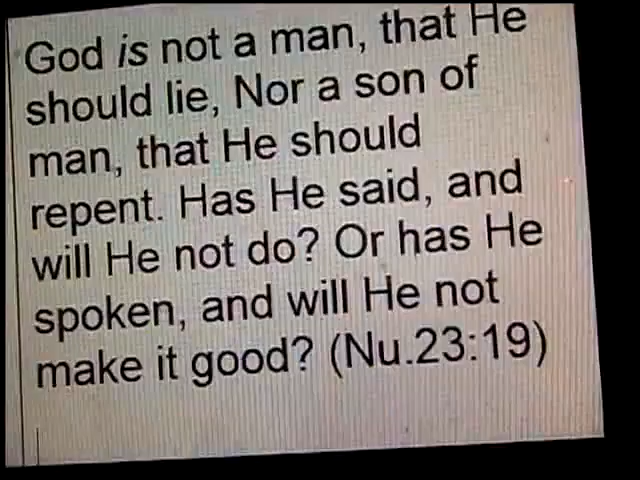 God is not a man, that He
should lie, Nor a son of
man, that He should
repent. Has He said, and
will He not do? Or has He
spoken, and will He not
make it good? (Nu.23:19)